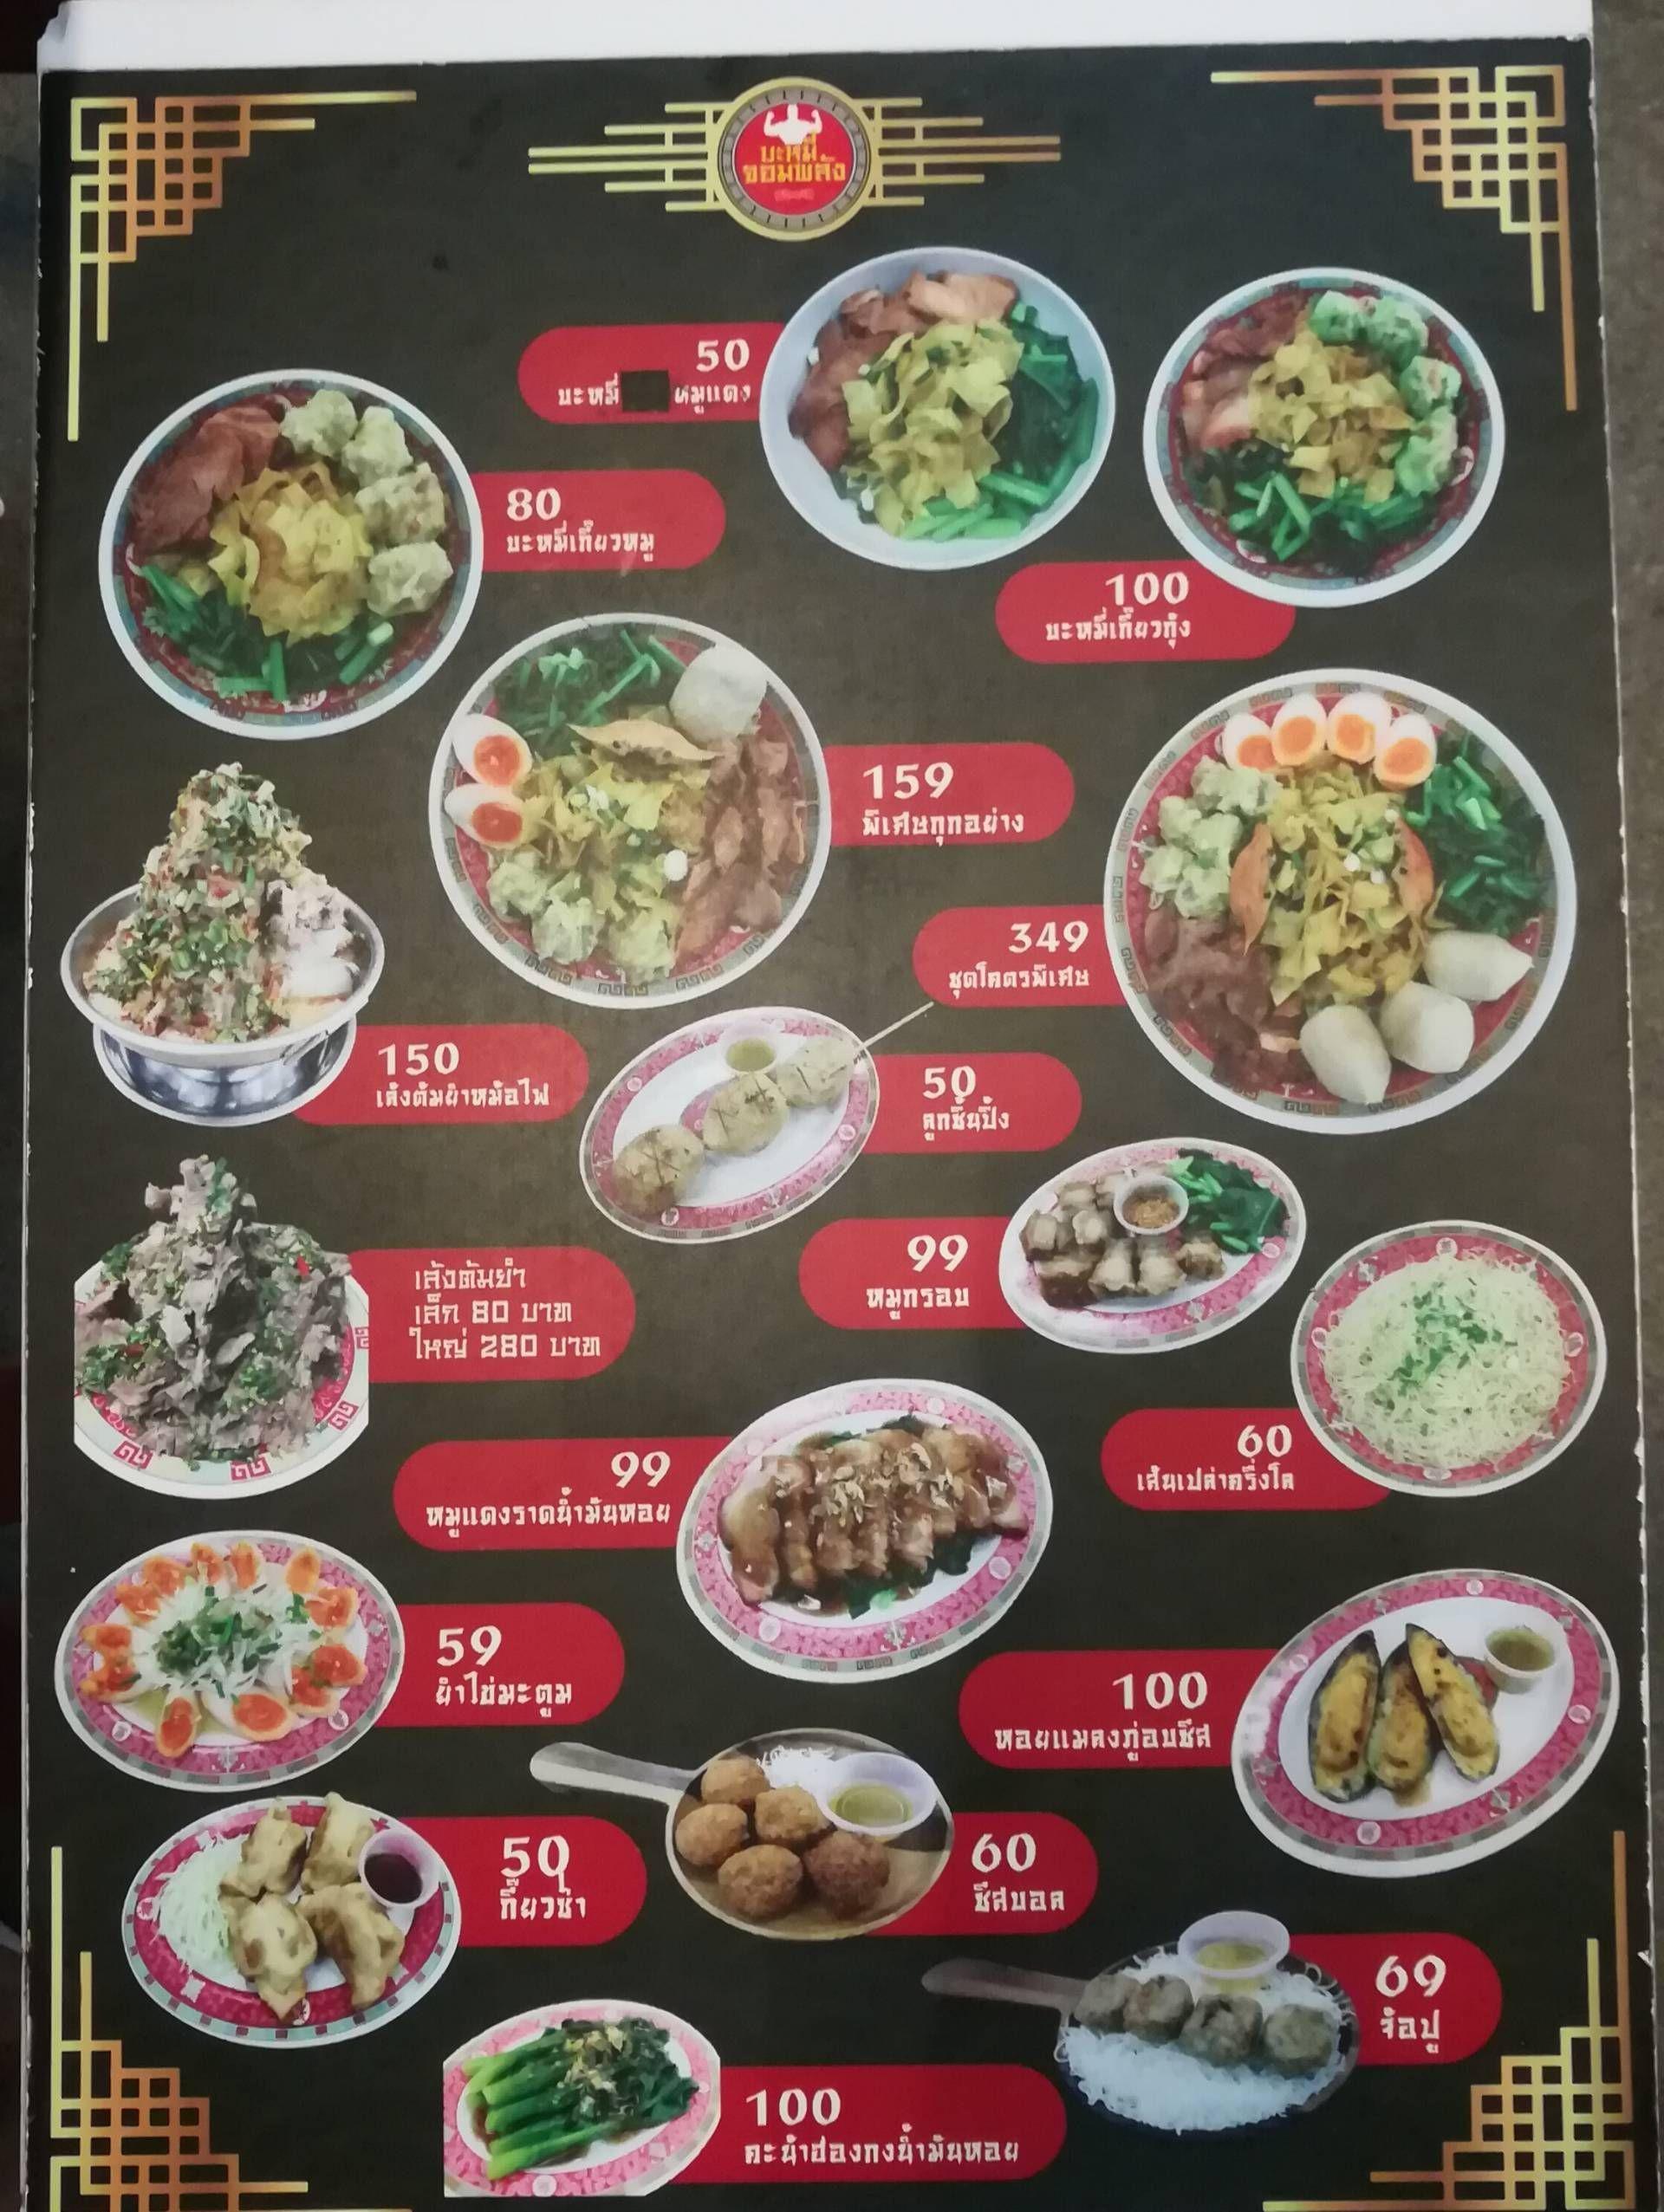 บะหมี่
จอมพลัง
50
บะหมี่ หมูแดง
80
บะหมี่เกี๊ยวหมู
100
บะหมี่เกี๊ยวกุ้ง
159
พิเศษทุกอย่าง
349
ชุดโคตรพิเศษ
150
เล้งต้มยำหม้อไฟ
50
ลูกชิ้นปิ้ง
99
หมูกรอบ
เล้งต้มยำ
เล็ก 80 บาท
ใหญ่ 280 บาท
60
เส้นเปล่าครึ่งโล
99
หมูแดงราดน้ำมันหอย
59
ยำไข่มะตูม
100
หอยแมลงภู่อบชีส
50
กี๊ยวซ่า
60
ชีสบอล
69
จ้อปู
100
คะน้าฮ่องกงน้ำมันหอย